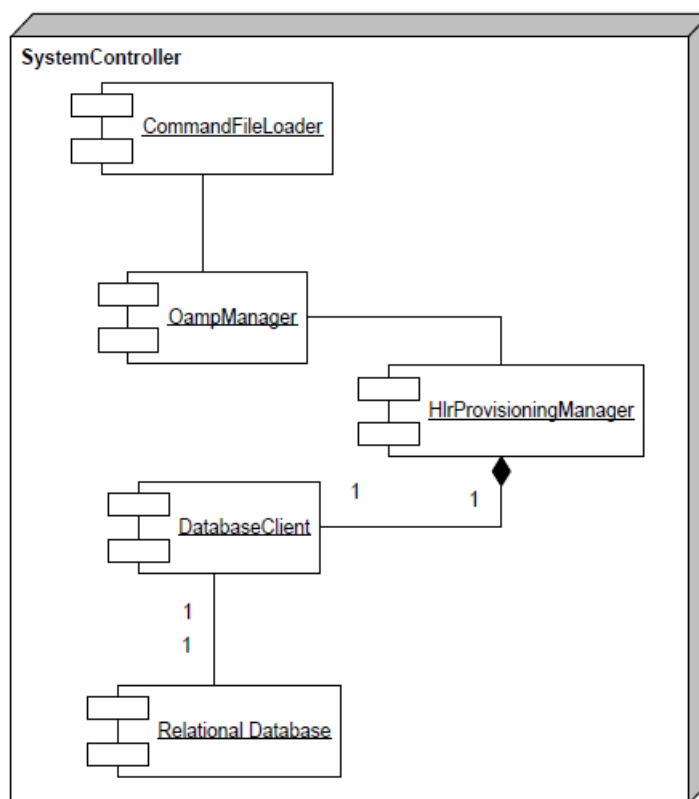 SystemController
CommandFileLoader
OampManager
HlrProvisioningManager
1
1
DatabaseClient
1
1
Relational Database